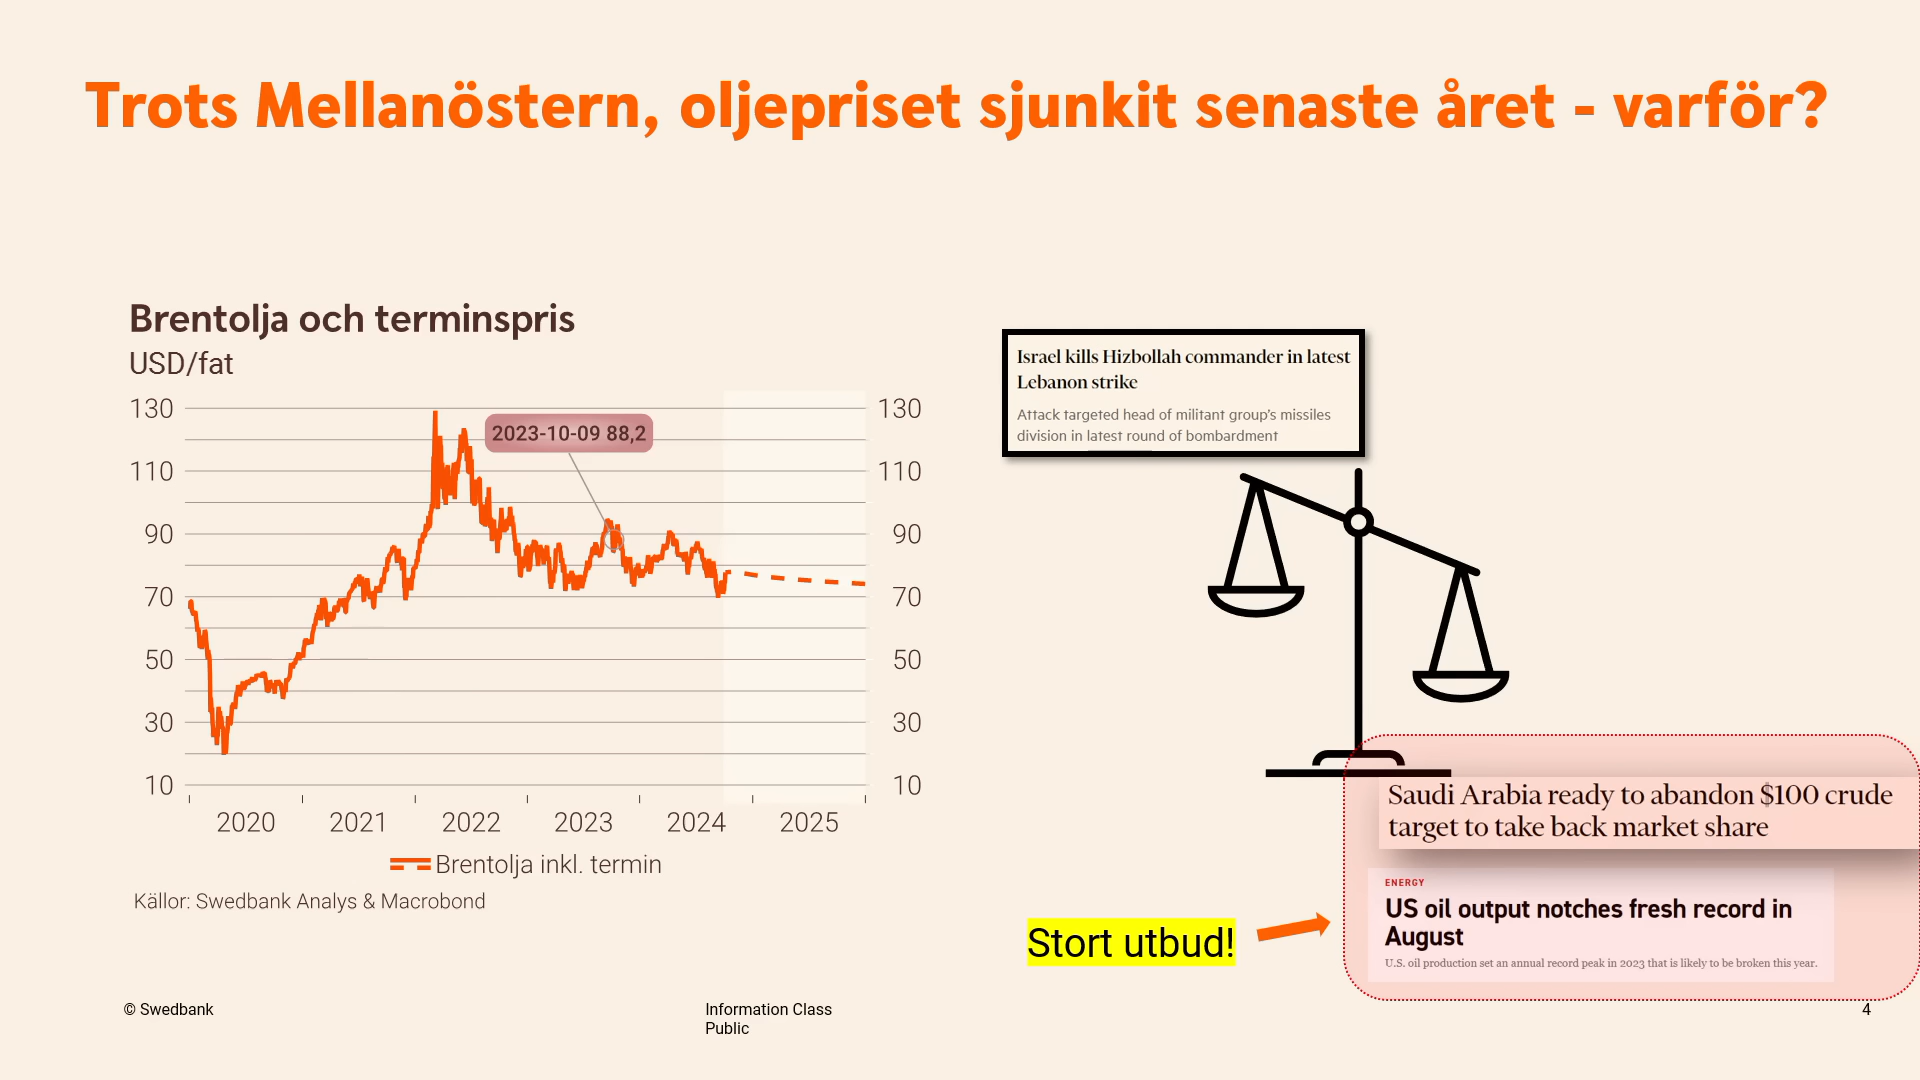 Trots Mellanöstern, oljepriset sjunkit senaste året - varför?
Brentolja och terminspris
USD/fat
130
110
90
70
50
30
10
2023-10-09 88,2
130
110
90
70
50
30
10
2020 2021 2022 2023 2024 2025
Brentolja inkl. termin
Källor: Swedbank Analys & Macrobond
Israel kills Hizbollah commander in latest
Lebanon strike
Attack targeted head of militant group's missiles
division in latest round of bombardment
Saudi Arabia ready to abandon $100 crude
target to take back market share
ENERGY
US oil output notches fresh record in
August
U.S. oil production set an annual record peak in 2023 that is likely to be broken this year.
Stort utbud!
© Swedbank
Information Class
Public
4